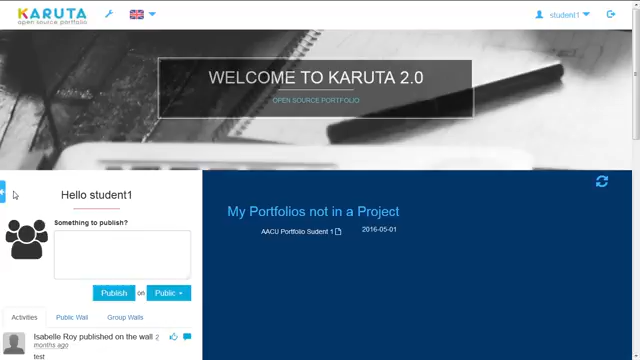 KARUTA
open source portfolio
student1
WELCOME TO KARUTA 2.0
OPEN SOURCE PORTFOLIO
Hello student1
Something to publish?
Publish on Public
Activities Public Wall Group Walls
Isabelle Roy published on the wall 2
months ago
test
My Portfolios not in a Project
AACU Portfolio Sudent 1 2016-05-01